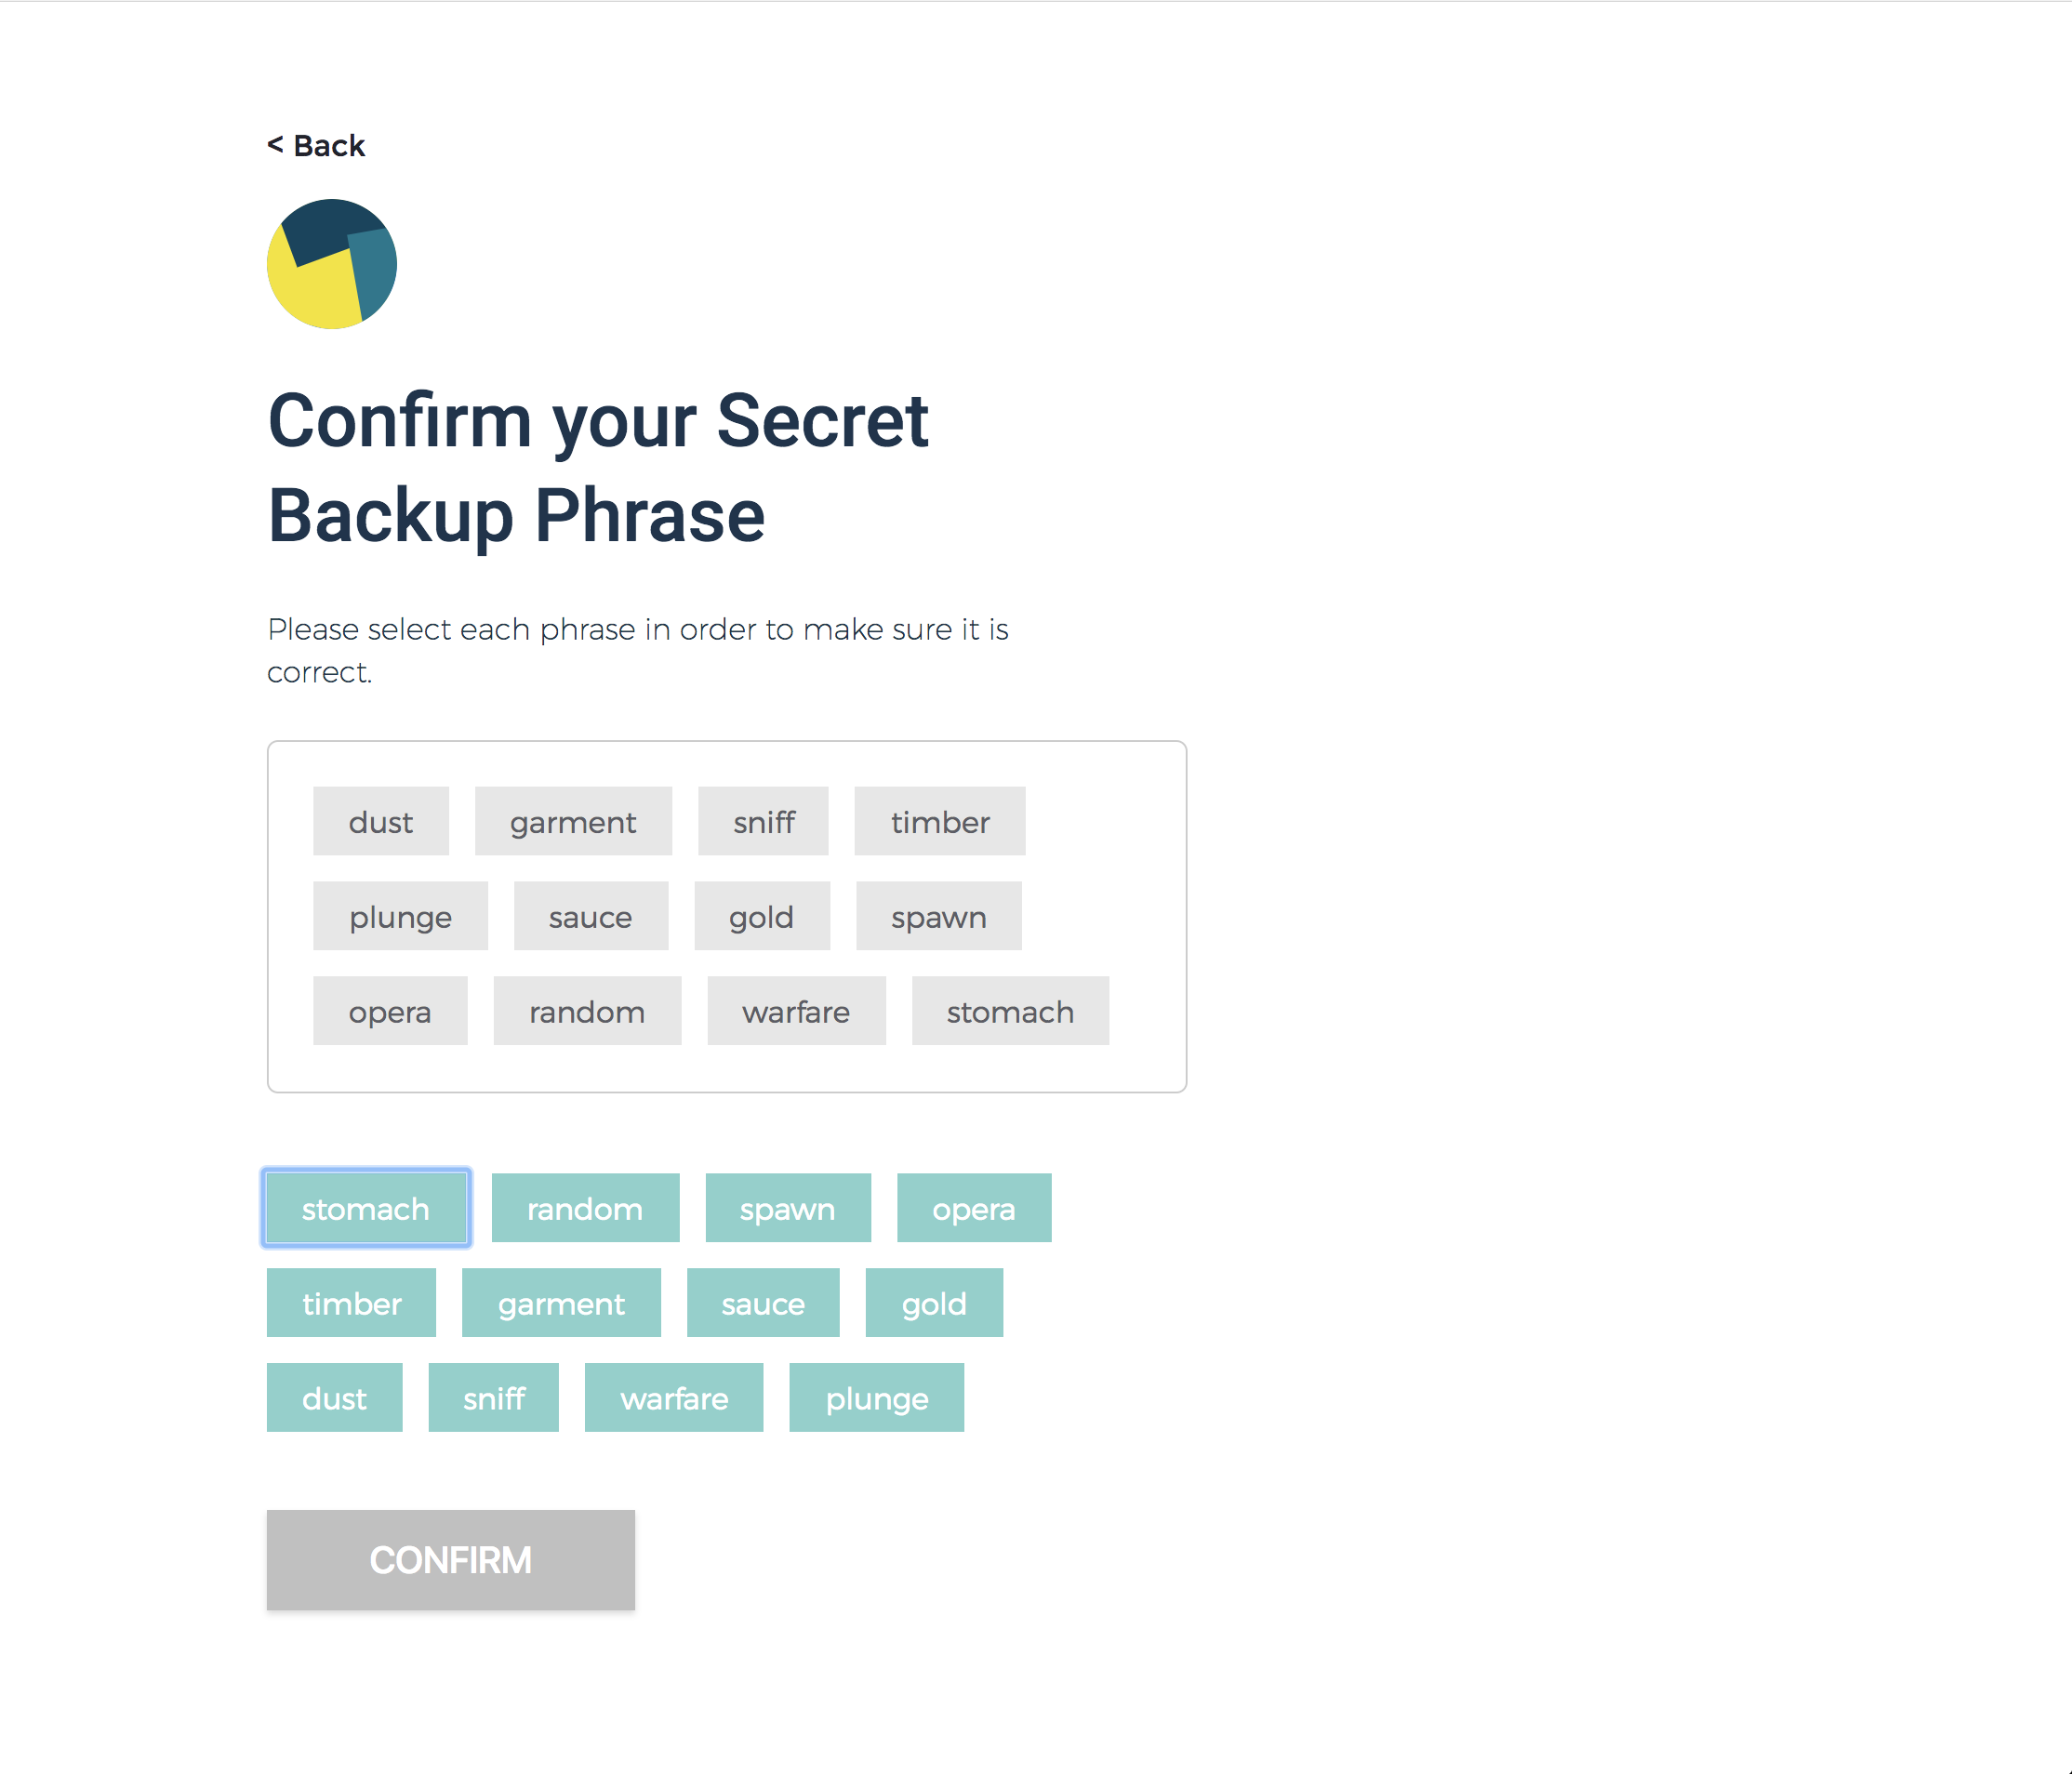 < Back
Confirm your Secret
Backup Phrase
Please select each phrase in order to make sure it is
correct.
dust garment sniff timber
plunge sauce gold spawn
opera random warfare stomach
stomach random spawn opera
timber garment sauce gold
dust sniff warfare plunge
CONFIRM